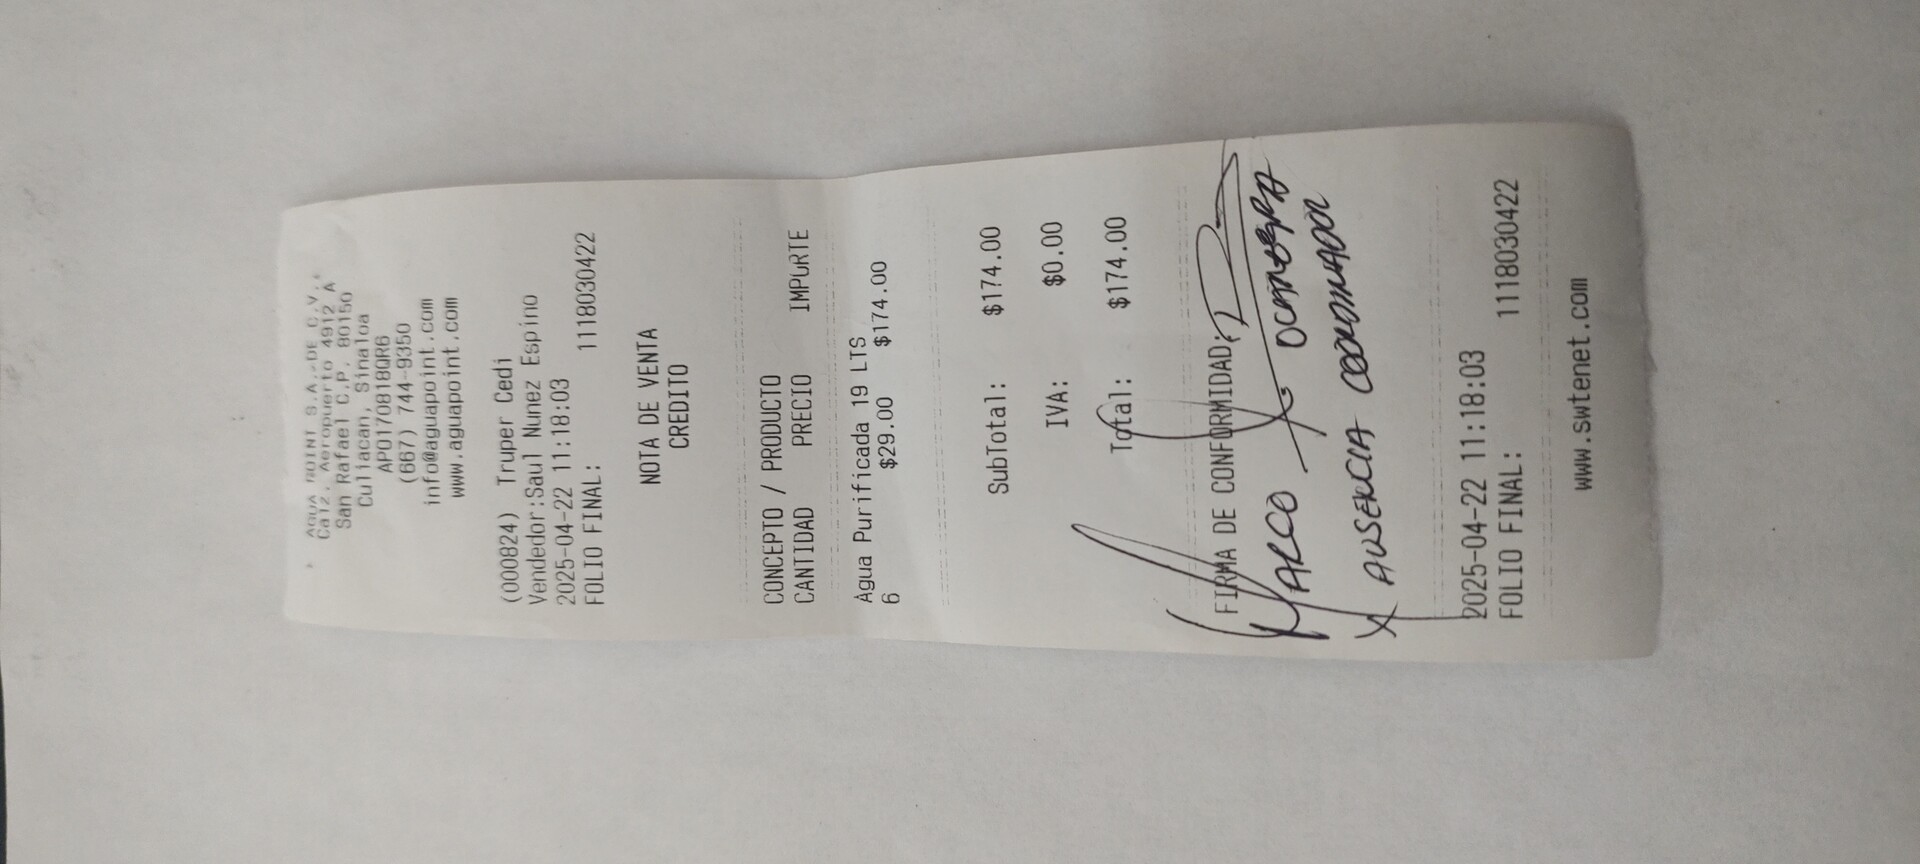 AGUA POINT S.A. DE C.V.
Calz. Aeropuerto 4912 A
San Rafael C.P. 80150
Culiacan, Sinaloa
APO170818QR6
(667) 744-9350
info@aguapoint.com
www.aguapoint.com
(000824) Truper Cedi
Vendedor:Saul Nunez Espino
2025-04-22 11:18:03
FOLIO FINAL: 1118030422
NOTA DE VENTA
CREDITO
CONCEPTO / PRODUCTO
CANTIDAD PRECIO IMPORTE
Agua Purificada 19 LTS
6 $29.00 $174.00
SubTotal: $174.00
IVA: $0.00
Total: $174.00
FIRMA DE CONFORMIDAD:
MARCO
AUSENCIA COORDINADOR
2025-04-22 11:18:03
FOLIO FINAL: 1118030422
www.swtenet.com